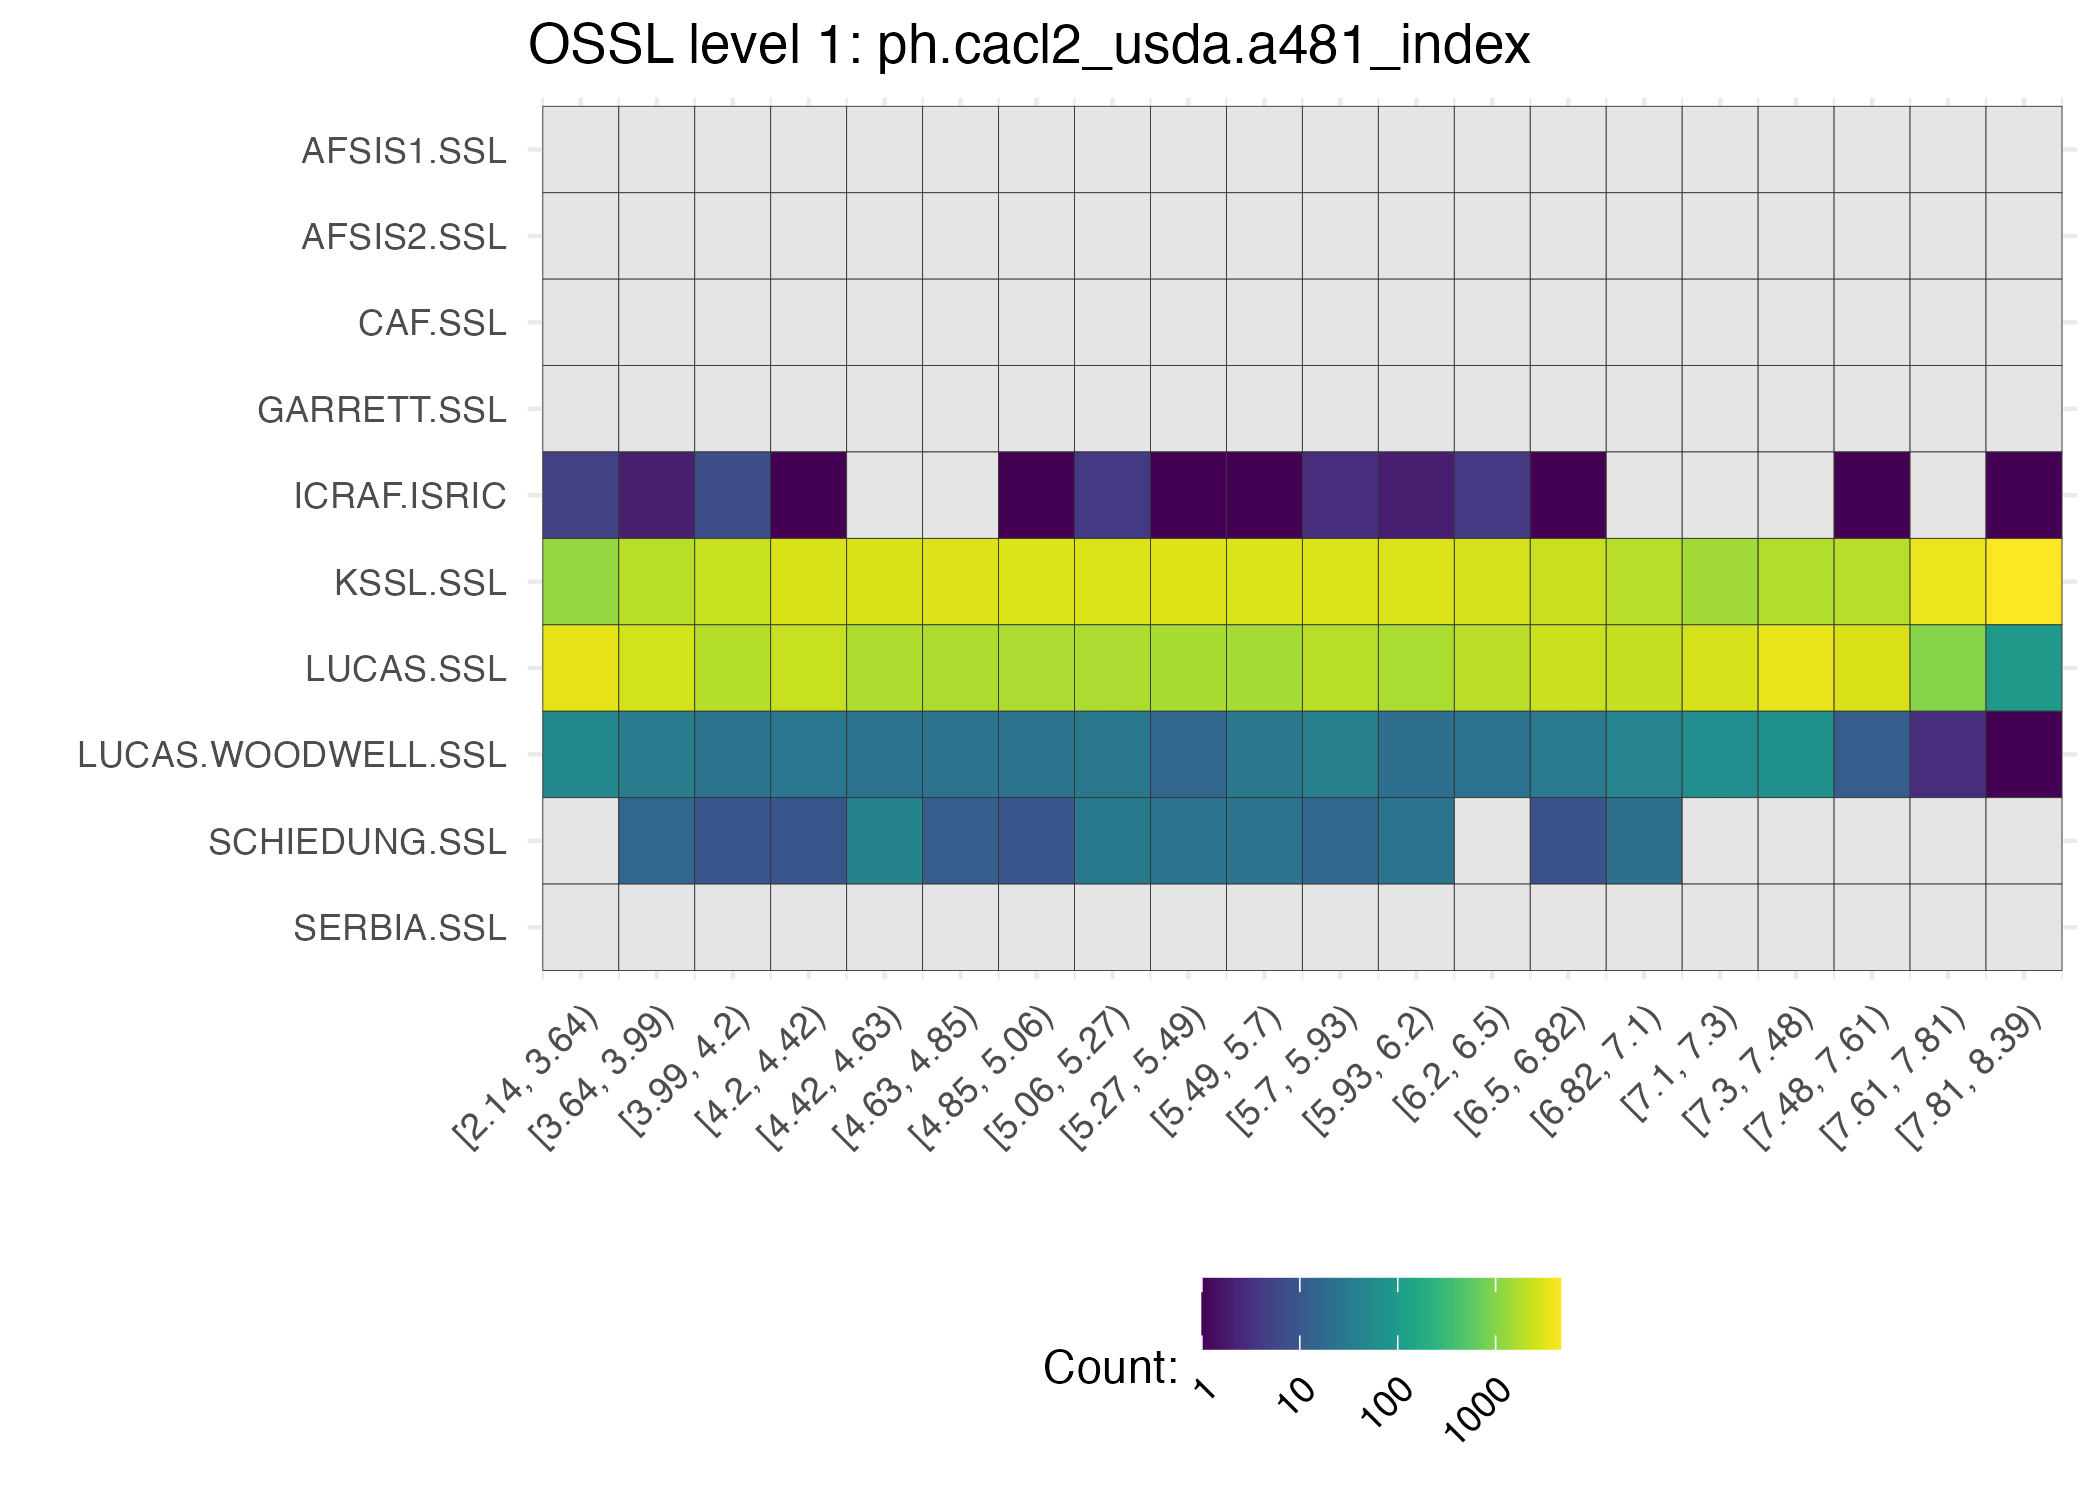 OSSL level 1: ph.cacl2_usda.a481_index
AFSIS1.SSL
AFSIS2.SSL
CAF.SSL
GARRETT.SSL
ICRAF.ISRIC
KSSL.SSL
LUCAS.SSL
LUCAS.WOODWELL.SSL
SCHIEDUNG.SSL
SERBIA.SSL
[2.14, 3.64)
[3.64, 3.99)
[3.99, 4.2)
[4.2, 4.42)
[4.42, 4.63)
[4.63, 4.85)
[4.85, 5.06)
[5.06, 5.27)
[5.27, 5.49)
[5.49, 5.7)
[5.7, 5.93)
[5.93, 6.2)
[6.2, 6.5)
[6.5, 6.82)
[6.82, 7.1)
[7.1, 7.3)
[7.3, 7.48)
[7.48, 7.61)
[7.61, 7.81)
[7.81, 8.39)
Count:
1
10
100
1000